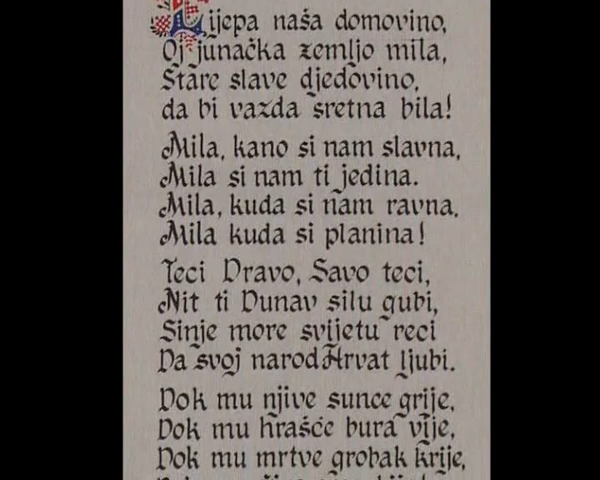 Lijepa naša domovino,
Oj junačka zemljo mila,
Stare slave djedovino,
da bi vazda sretna bila!
Mila, kano si nam slavna,
Mila si nam ti jedina.
Mila, kuda si nam ravna,
Mila kuda si planina!
Teci Dravo, Savo teci,
Nit ti Dunav silu gubi,
Sinje more svijetu reci
Da svoj narod Hrvat ljubi.
Dok mu njive sunce grije,
Dok mu hrašće bura vije,
Dok mu mrtve grobak krije,